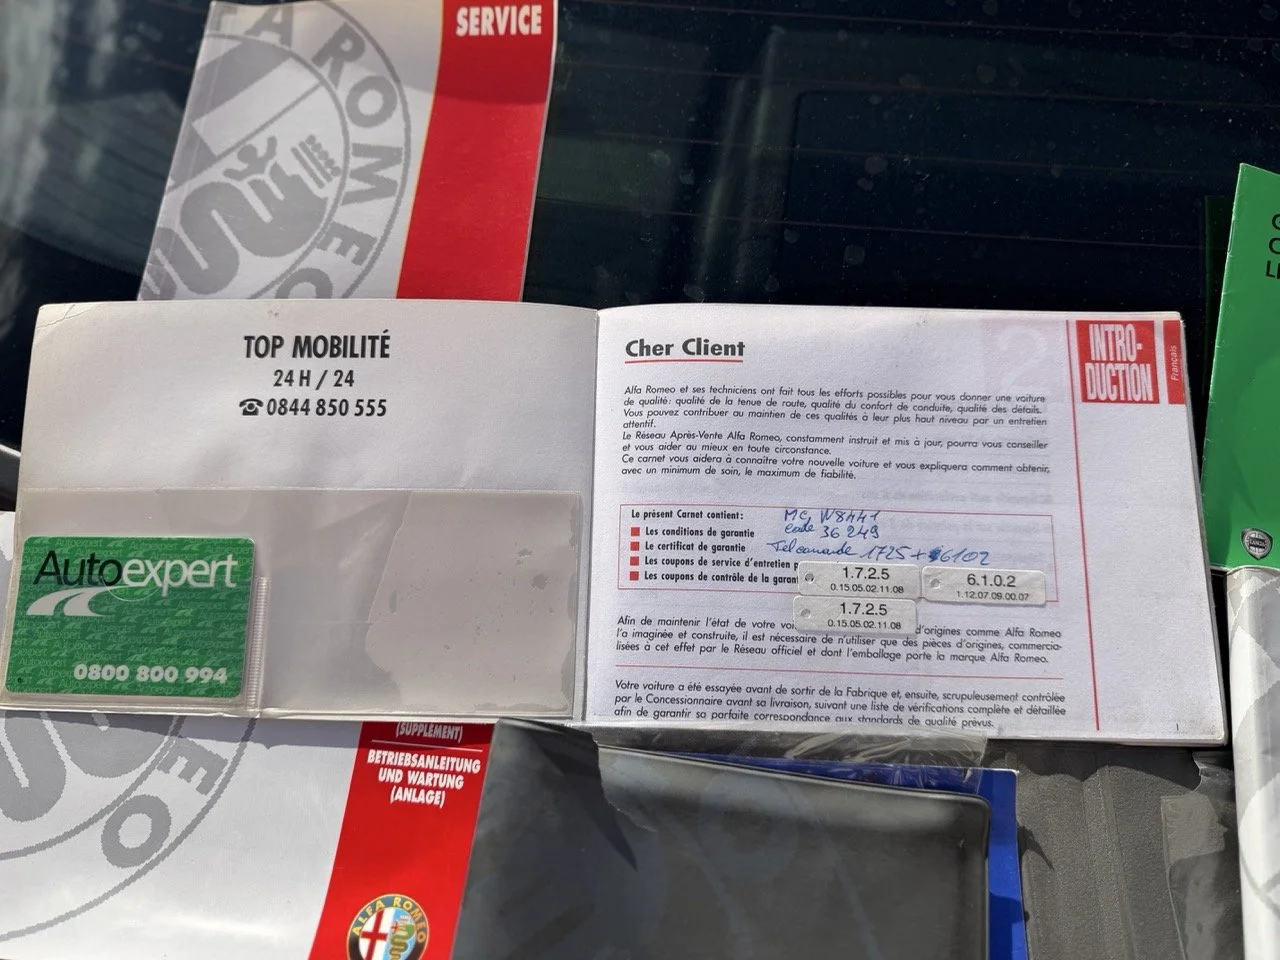 SERVICE
ALFA ROMEO
TOP MOBILITÉ
24 H / 24
☎ 0844 850 555
Autoexpert
0800 800 994
Cher Client
2
INTRO-
DUCTION
Français
Alfa Romeo et ses techniciens ont fait tous les efforts possibles pour vous donner une voiture
de qualité: qualité de la tenue de route, qualité du confort de conduite, qualité des détails.
Vous pouvez contribuer au maintien de ces qualités à leur plus haut niveau par un entretien
attentif.
Le Réseau Après-Vente Alfa Romeo, constamment instruit et mis à jour, pourra vous conseiller
et vous aider au mieux en toute circonstance.
Ce carnet vous aidera à connaître votre nouvelle voiture et vous expliquera comment obtenir,
avec un minimum de soin, le maximum de fiabilité.
Le présent Carnet contient:
Les conditions de garantie
Le certificat de garantie
Les coupons de service d'entretien p
Les coupons de contrôle de la garan
MG W8441
code 36 249
Telcomande 1725 + 6102
1.7.2.5
0.15.05.02.11.08
6.1.0.2
1.12.07.09.00.07
1.7.2.5
0.15.05.02.11.08
Afin de maintenir l'état de votre voi d'origines comme Alfa Romeo
l'a imaginée et construite, il est nécessaire de n'utiliser que des pièces d'origines, commercia-
lisées à cet effet par le Réseau officiel et dont l'emballage porte la marque Alfa Romeo.
Votre voiture a été essayée avant de sortir de la Fabrique et, ensuite, scrupuleusement contrôlée
par le Concessionnaire avant sa livraison, suivant une liste de vérifications complète et détaillée
afin de garantir sa parfaite correspondance aux standards de qualité prévus.
1
(SUPPLÉMENT)
BETRIEBSANLEITUNG
UND WARTUNG
(ANLAGE)
ALFA ROMEO
LANCIA